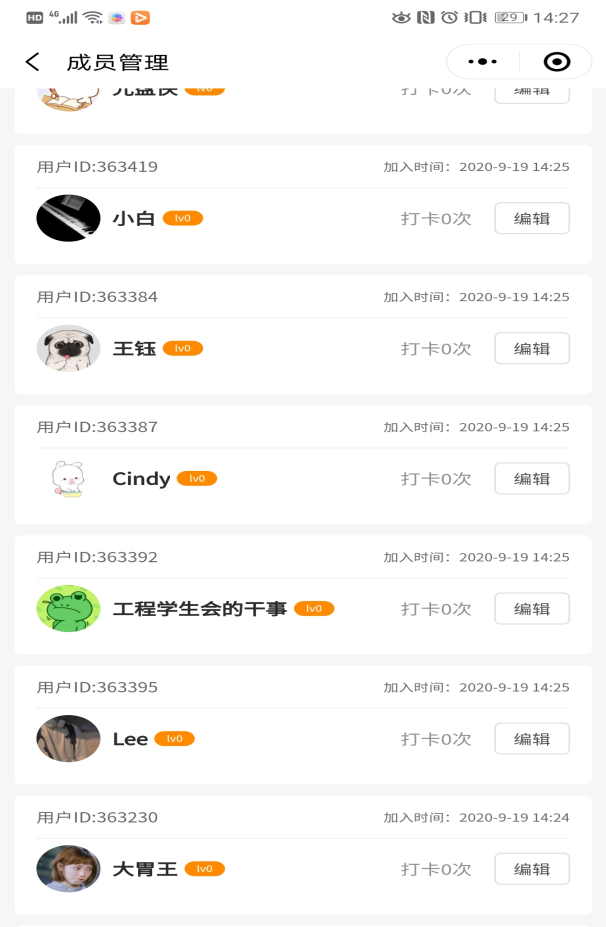 HD 4G 29 14:27
成员管理
光盘侠 lv0 打卡0次 编辑
用户ID:363419 加入时间：2020-9-19 14:25
小白 lv0 打卡0次 编辑
用户ID:363384 加入时间：2020-9-19 14:25
王钰 lv0 打卡0次 编辑
用户ID:363387 加入时间：2020-9-19 14:25
Cindy lv0 打卡0次 编辑
用户ID:363392 加入时间：2020-9-19 14:25
工程学生会的干事 lv0 打卡0次 编辑
用户ID:363395 加入时间：2020-9-19 14:25
Lee lv0 打卡0次 编辑
用户ID:363230 加入时间：2020-9-19 14:24
大胃王 lv0 打卡0次 编辑